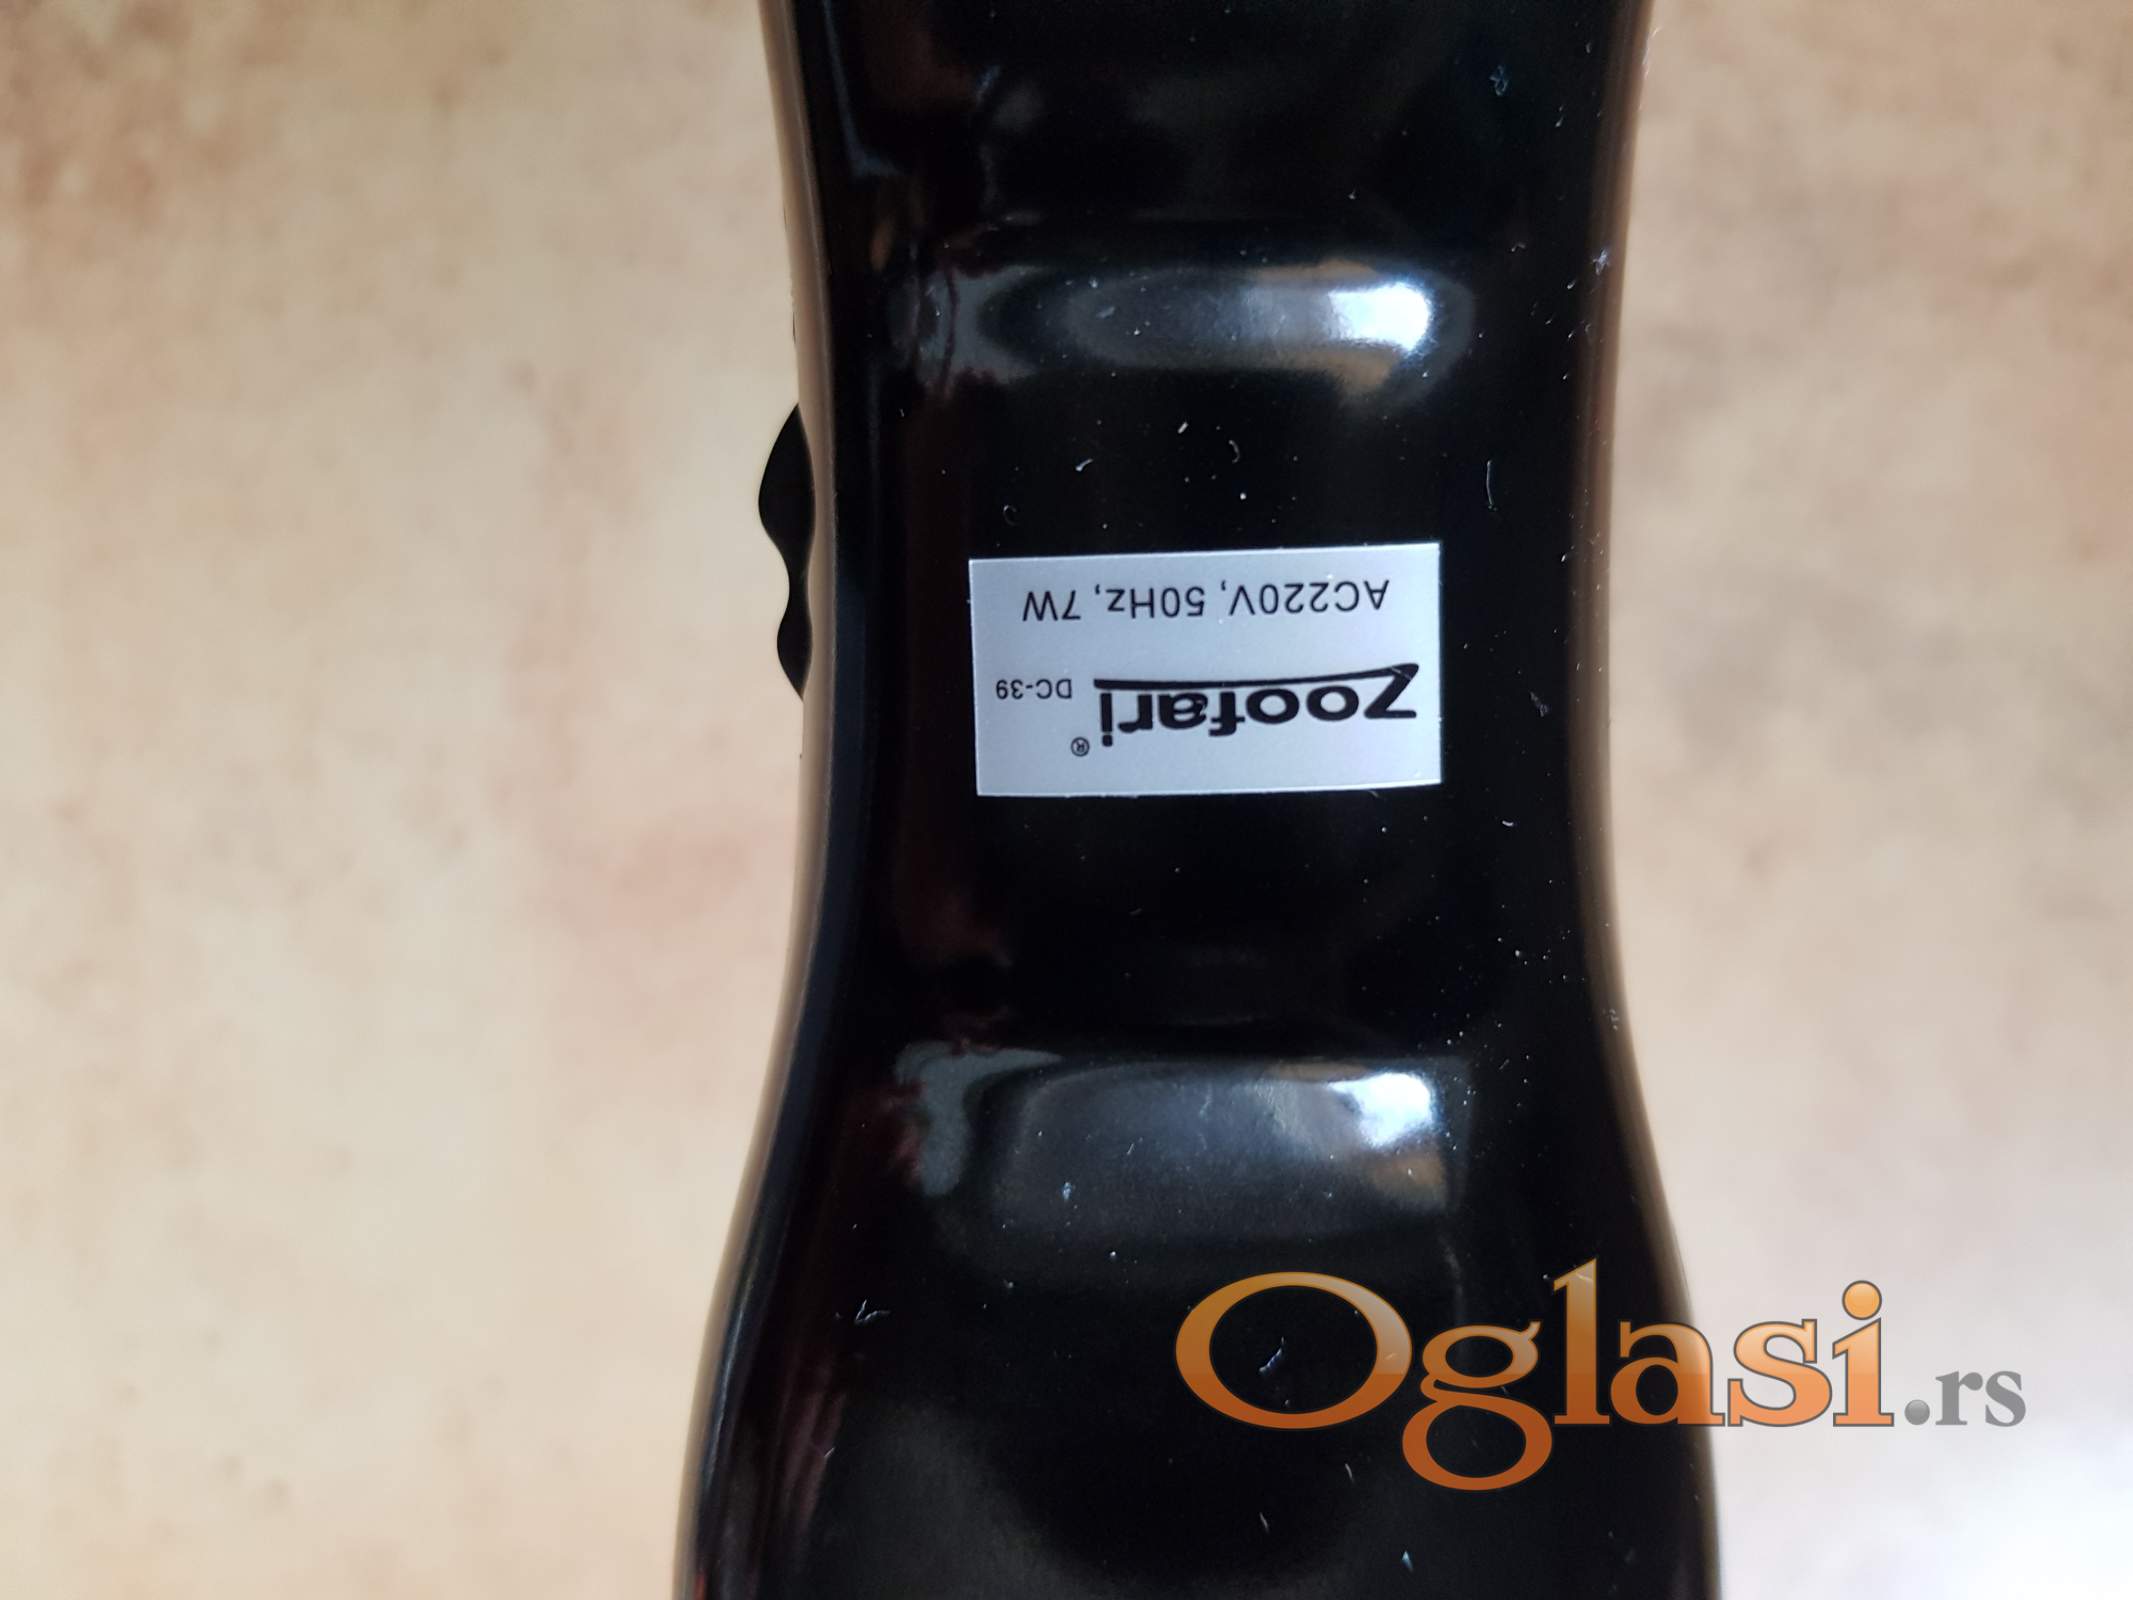 zoofari® DC-39
AC220V, 50Hz, 7W
Oglasi.rs